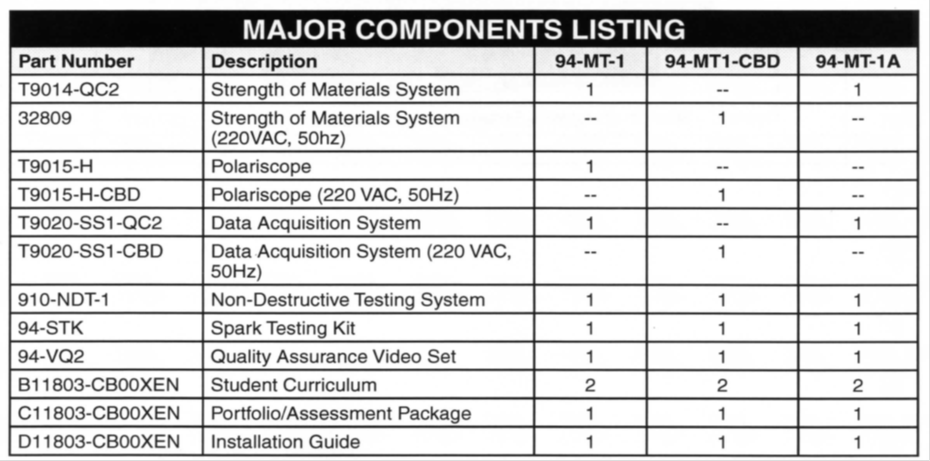 MAJOR COMPONENTS LISTING
Part Number Description 94-MT-1 94-MT1-CBD 94-MT-1A
T9014-QC2 Strength of Materials System 1 -- 1
32809 Strength of Materials System -- 1 --
(220VAC, 50hz)
T9015-H Polariscope 1 -- --
T9015-H-CBD Polariscope (220 VAC, 50Hz) -- 1 --
T9020-SS1-QC2 Data Acquisition System 1 -- 1
T9020-SS1-CBD Data Acquisition System (220 VAC, -- 1 --
50Hz)
910-NDT-1 Non-Destructive Testing System 1 1 1
94-STK Spark Testing Kit 1 1 1
94-VQ2 Quality Assurance Video Set 1 1 1
B11803-CB00XEN Student Curriculum 2 2 2
C11803-CB00XEN Portfolio/Assessment Package 1 1 1
D11803-CB00XEN Installation Guide 1 1 1